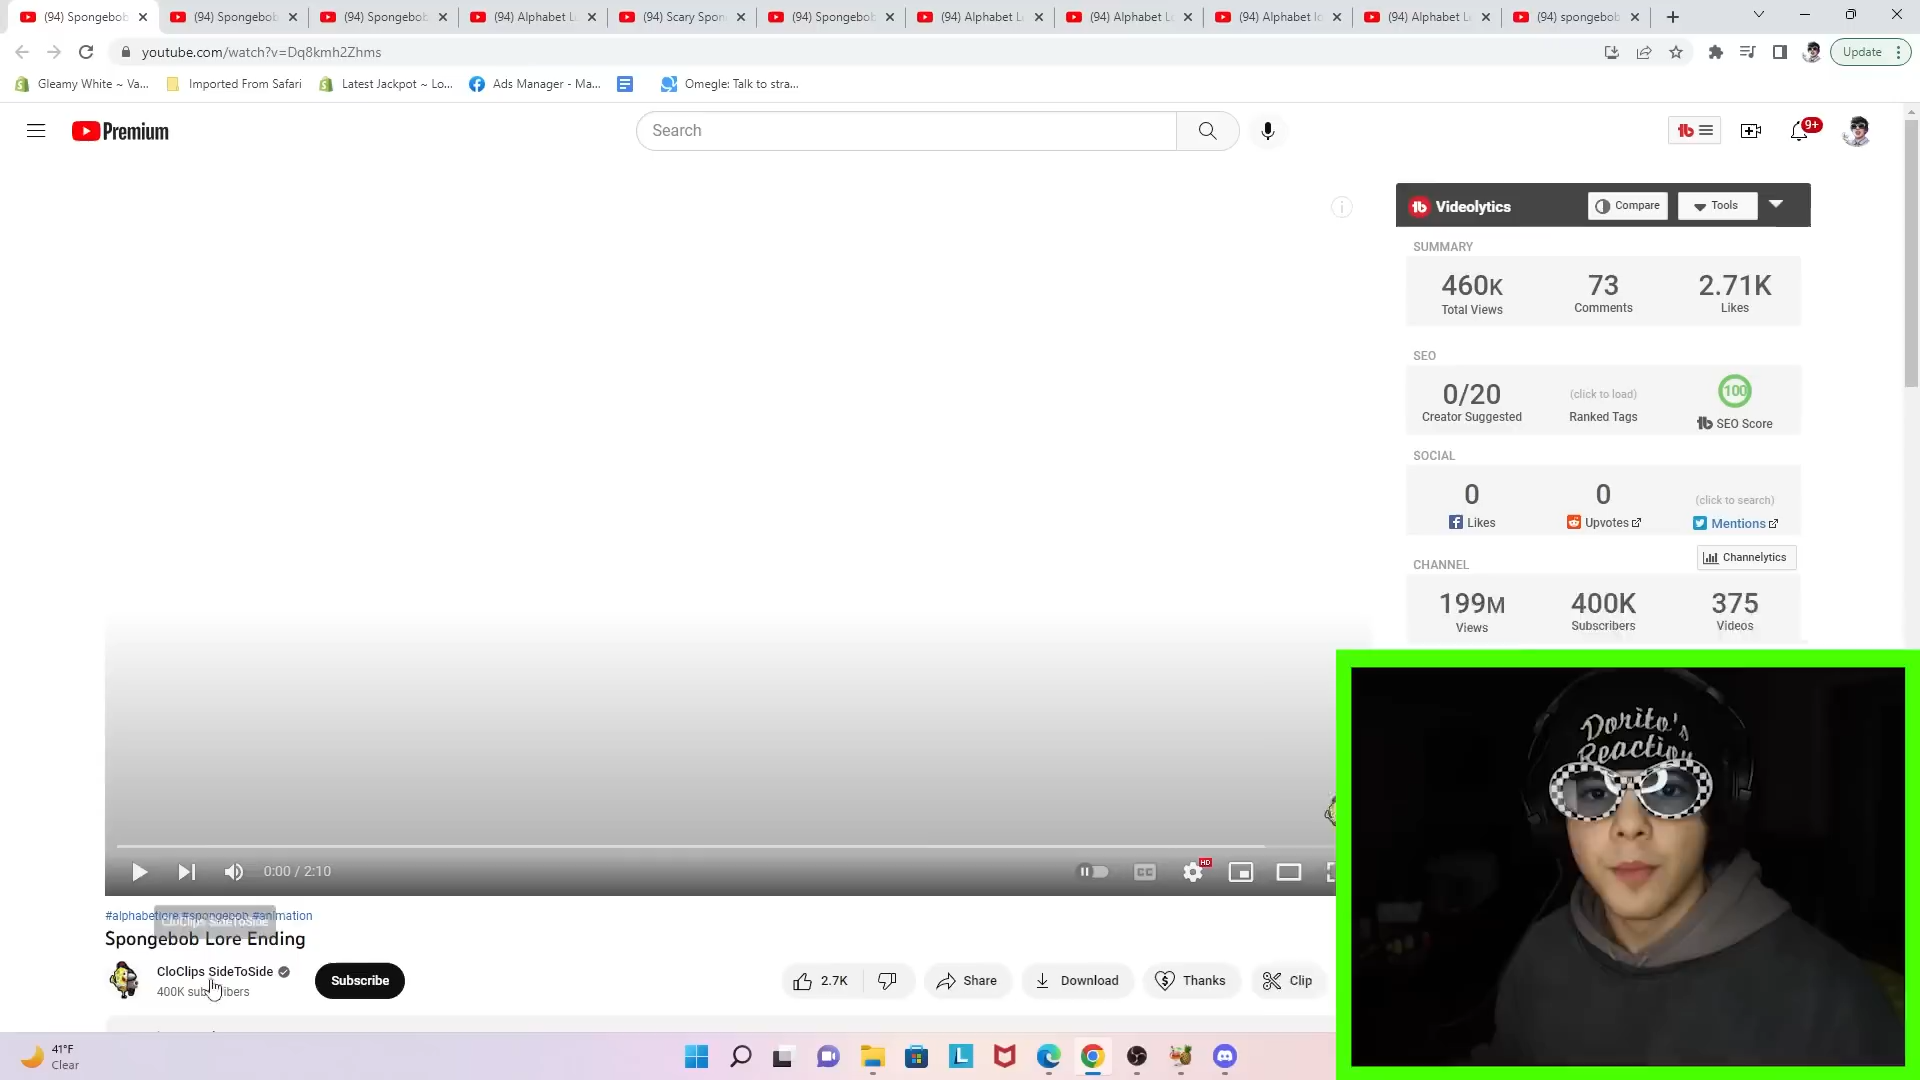 (94) Spongebob
(94) Spongebob
(94) Spongebob
(94) Alphabet L
(94) Scary Spon
(94) Spongebob
(94) Alphabet L
(94) Alphabet L
(94) Alphabet lo
(94) Alphabet L
(94) spongebob
youtube.com/watch?v=Dq8kmh2Zhms
Update
Gleamy White ~ Va...
Imported From Safari
Latest Jackpot ~ Lo...
Ads Manager - Ma...
Omegle: Talk to stra...
Premium
Search
9+
Videolytics
Compare
Tools
SUMMARY
460K
73
2.71K
Total Views
Comments
Likes
SEO
0/20
(click to load)
100
Creator Suggested
Ranked Tags
SEO Score
SOCIAL
0
0
(click to search)
Likes
Upvotes
Mentions
CHANNEL
Channelytics
199M
400K
375
Views
Subscribers
Videos
0:00 / 2:10
CC
HD
#alphabetlore #spongebob #animation
CloClips SideToSide
Spongebob Lore Ending
CloClips SideToSide
400K subscribers
Subscribe
2.7K
Share
Download
Thanks
Clip
Dorito's
Reaction
41°F
Clear
L